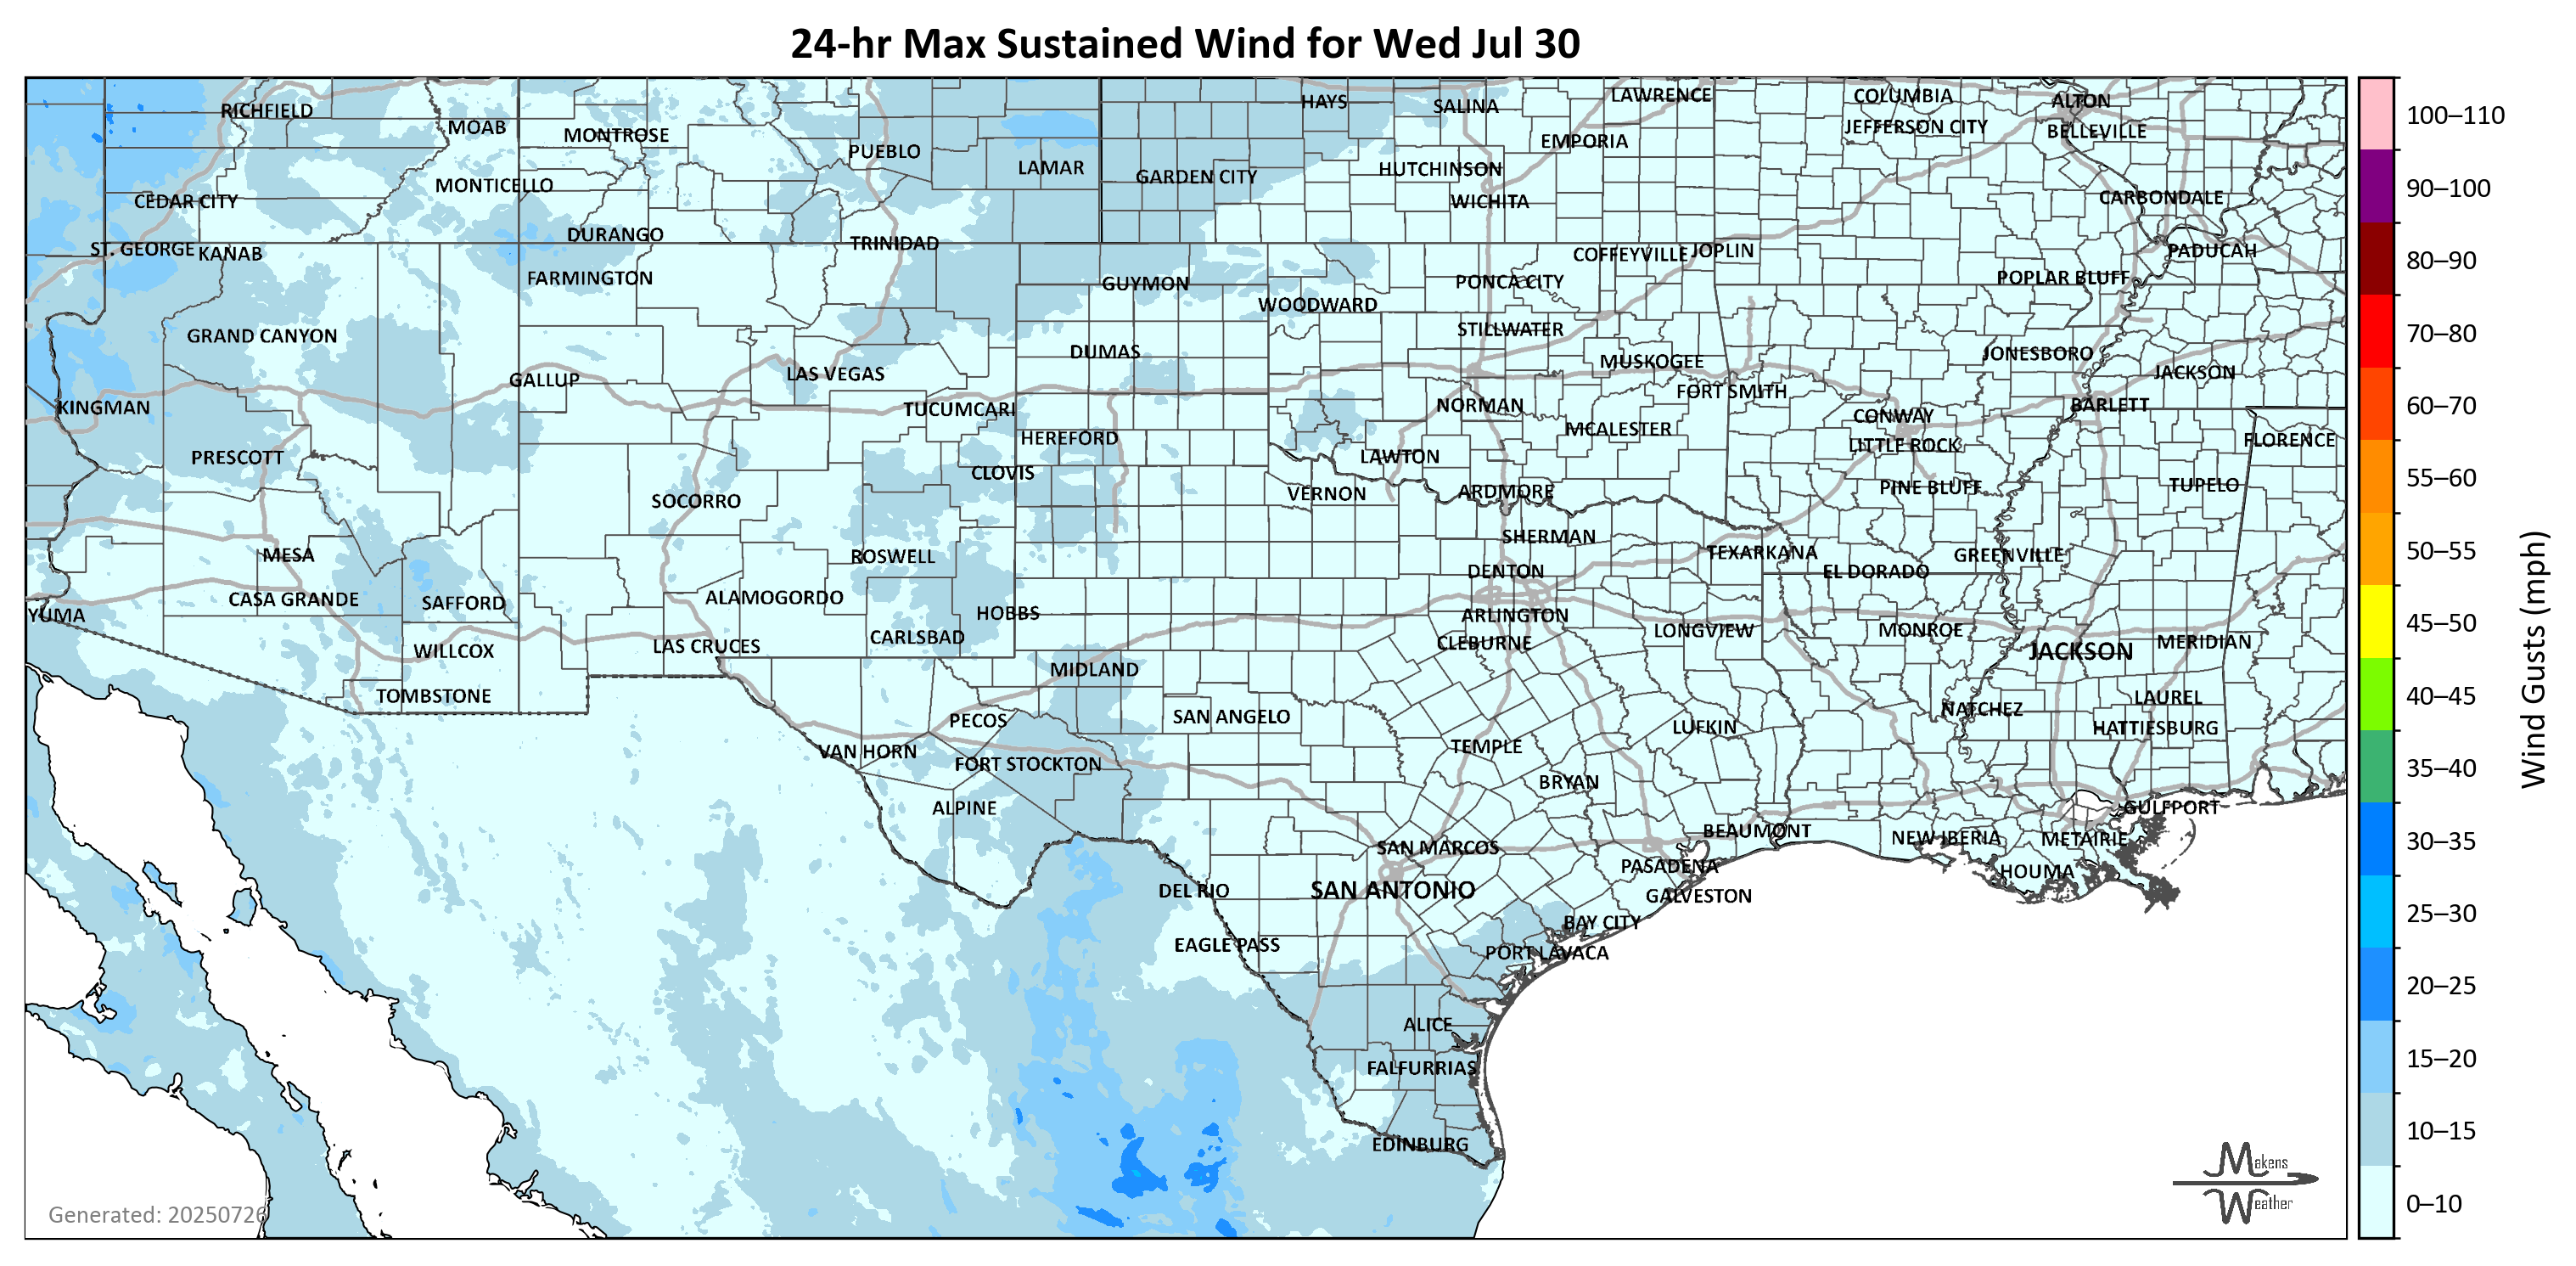 24-hr Max Sustained Wind for Wed Jul 30
RICHFIELD
MOAB
MONTROSE
PUEBLO
LAMAR
HAYS
SALINA
LAWRENCE
COLUMBIA
ALTON
EMPORIA
JEFFERSON CITY
BELLEVILLE
CEDAR CITY
MONTICELLO
GARDEN CITY
HUTCHINSON
WICHITA
CARBONDALE
ST. GEORGE
KANAB
DURANGO
TRINIDAD
COFFEYVILLE
JOPLIN
PADUCAH
FARMINGTON
GUYMON
WOODWARD
PONCA CITY
POPLAR BLUFF
GRAND CANYON
DUMAS
STILLWATER
MUSKOGEE
JONESBORO
JACKSON
KINGMAN
GALLUP
LAS VEGAS
TUCUMCARI
NORMAN
FORT SMITH
CONWAY
BARLETT
PRESCOTT
HEREFORD
CLOVIS
LAWTON
MCALESTER
LITTLE ROCK
FLORENCE
SOCORRO
VERNON
ARDMORE
PINE BLUFF
TUPELO
MESA
ROSWELL
SHERMAN
TEXARKANA
GREENVILLE
YUMA
CASA GRANDE
SAFFORD
ALAMOGORDO
HOBBS
DENTON
ARLINGTON
EL DORADO
WILLCOX
LAS CRUCES
CARLSBAD
CLEBURNE
LONGVIEW
MONROE
JACKSON
MERIDIAN
TOMBSTONE
MIDLAND
PECOS
SAN ANGELO
LUFKIN
NATCHEZ
LAUREL
HATTIESBURG
VAN HORN
FORT STOCKTON
TEMPLE
BRYAN
ALPINE
SAN MARCOS
BEAUMONT
NEW IBERIA
METAIRIE
GULFPORT
DEL RIO
SAN ANTONIO
PASADENA
GALVESTON
HOUMA
EAGLE PASS
BAY CITY
PORT LAVACA
ALICE
FALFURRIAS
EDINBURG
Generated: 20250726
Makens
Weather
100–110
90–100
80–90
70–80
60–70
55–60
50–55
45–50
40–45
35–40
30–35
25–30
20–25
15–20
10–15
0–10
Wind Gusts (mph)